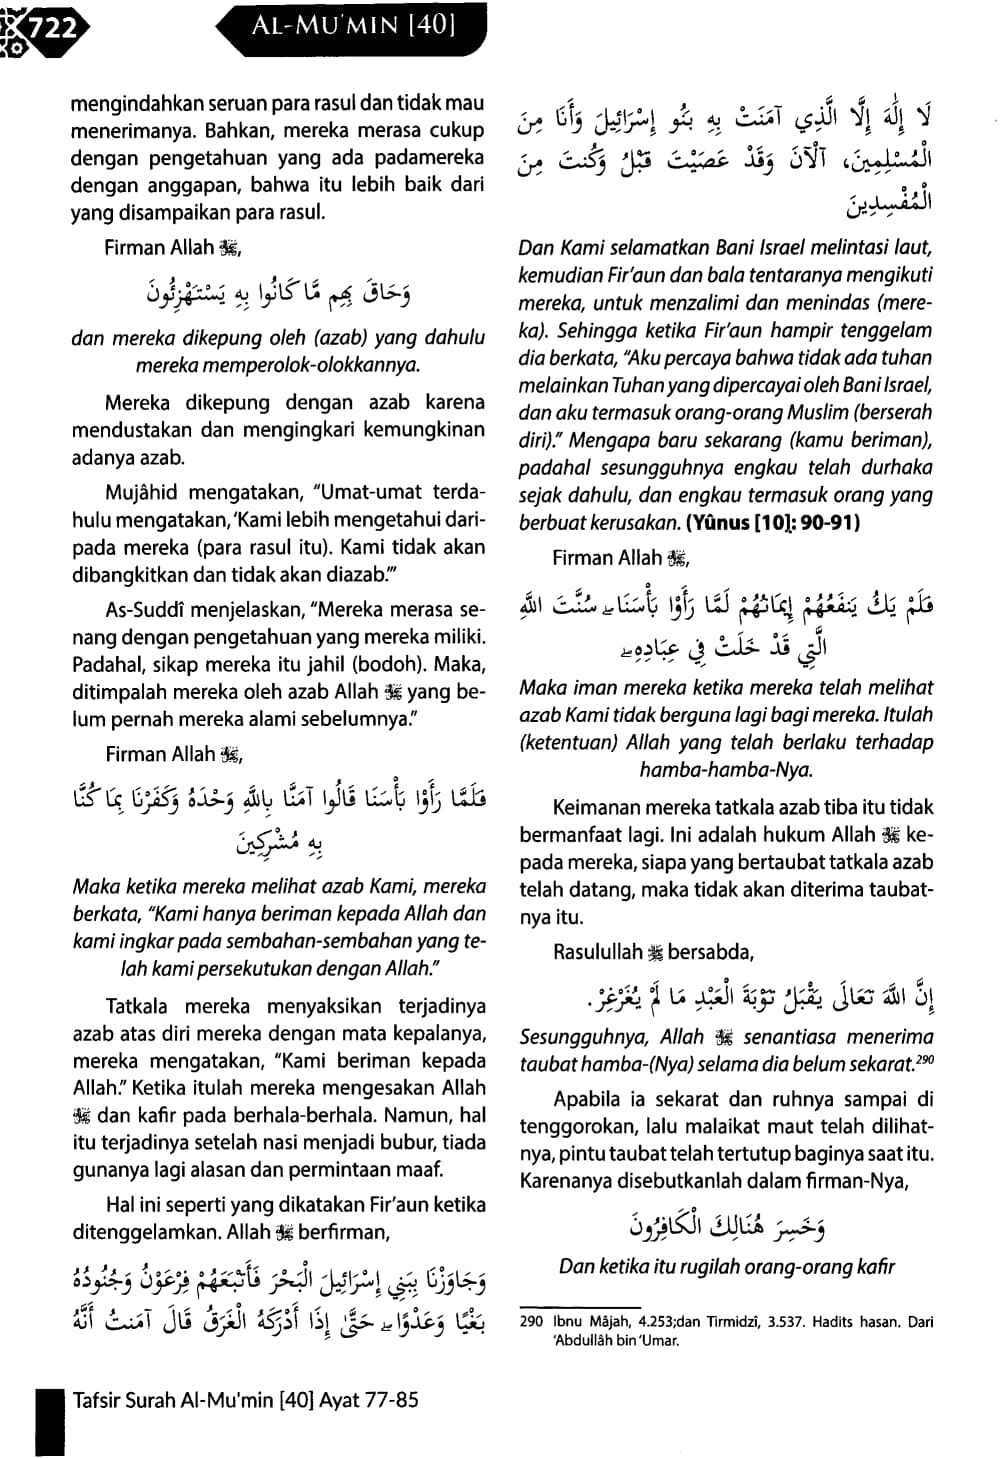 722
AL-MU'MIN [40]
mengindahkan seruan para rasul dan tidak mau
menerimanya. Bahkan, mereka merasa cukup
dengan pengetahuan yang ada padamereka
dengan anggapan, bahwa itu lebih baik dari
yang disampaikan para rasul.
Firman Allah ﷻ,
وَحَاقَ بِهِم مَّا كَانُوا بِهِ يَسْتَهْزِئُونَ
dan mereka dikepung oleh (azab) yang dahulu
mereka memperolok-olokkannya.
Mereka dikepung dengan azab karena
mendustakan dan mengingkari kemungkinan
adanya azab.
Mujâhid mengatakan, "Umat-umat terda-
hulu mengatakan, 'Kami lebih mengetahui dari-
pada mereka (para rasul itu). Kami tidak akan
dibangkitkan dan tidak akan diazab.'"
As-Suddî menjelaskan, "Mereka merasa se-
nang dengan pengetahuan yang mereka miliki.
Padahal, sikap mereka itu jahil (bodoh). Maka,
ditimpalah mereka oleh azab Allah ﷻ yang be-
lum pernah mereka alami sebelumnya."
Firman Allah ﷻ,
فَلَمَّا رَأَوْا بَأْسَنَا قَالُوا آمَنَّا بِاللَّهِ وَحْدَهُ وَكَفَرْنَا بِمَا كُنَّا
بِهِ مُشْرِكِينَ
Maka ketika mereka melihat azab Kami, mereka
berkata, "Kami hanya beriman kepada Allah dan
kami ingkar pada sembahan-sembahan yang te-
lah kami persekutukan dengan Allah."
Tatkala mereka menyaksikan terjadinya
azab atas diri mereka dengan mata kepalanya,
mereka mengatakan, "Kami beriman kepada
Allah." Ketika itulah mereka mengesakan Allah
ﷻ dan kafir pada berhala-berhala. Namun, hal
itu terjadinya setelah nasi menjadi bubur, tiada
gunanya lagi alasan dan permintaan maaf.
Hal ini seperti yang dikatakan Fir'aun ketika
ditenggelamkan. Allah ﷻ berfirman,
وَجَاوَزْنَا بِبَنِي إِسْرَائِيلَ الْبَحْرَ فَأَتْبَعَهُمْ فِرْعَوْنُ وَجُنُودُهُ
بَغْيًا وَعَدْوًا ۖ حَتَّىٰ إِذَا أَدْرَكَهُ الْغَرَقُ قَالَ آمَنتُ أَنَّهُ
لَا إِلَٰهَ إِلَّا الَّذِي آمَنَتْ بِهِ بَنُو إِسْرَائِيلَ وَأَنَا مِنَ
الْمُسْلِمِينَ، آلْآنَ وَقَدْ عَصَيْتَ قَبْلُ وَكُنتَ مِنَ
الْمُفْسِدِينَ
Dan Kami selamatkan Bani Israel melintasi laut,
kemudian Fir'aun dan bala tentaranya mengikuti
mereka, untuk menzalimi dan menindas (mere-
ka). Sehingga ketika Fir'aun hampir tenggelam
dia berkata, "Aku percaya bahwa tidak ada tuhan
melainkan Tuhan yang dipercayai oleh Bani Israel,
dan aku termasuk orang-orang Muslim (berserah
diri)." Mengapa baru sekarang (kamu beriman),
padahal sesungguhnya engkau telah durhaka
sejak dahulu, dan engkau termasuk orang yang
berbuat kerusakan. (Yûnus [10]: 90-91)
Firman Allah ﷻ,
فَلَمْ يَكُ يَنفَعُهُمْ إِيمَانُهُمْ لَمَّا رَأَوْا بَأْسَنَا ۖ سُنَّتَ اللَّهِ
الَّتِي قَدْ خَلَتْ فِي عِبَادِهِ ۖ
Maka iman mereka ketika mereka telah melihat
azab Kami tidak berguna lagi bagi mereka. Itulah
(ketentuan) Allah yang telah berlaku terhadap
hamba-hamba-Nya.
Keimanan mereka tatkala azab tiba itu tidak
bermanfaat lagi. Ini adalah hukum Allah ﷻ ke-
pada mereka, siapa yang bertaubat tatkala azab
telah datang, maka tidak akan diterima taubat-
nya itu.
Rasulullah ﷺ bersabda,
إِنَّ اللهَ تَعَالَى يَقْبَلُ تَوْبَةَ الْعَبْدِ مَا لَمْ يُغَرْغِرْ.
Sesungguhnya, Allah ﷻ senantiasa menerima
taubat hamba-(Nya) selama dia belum sekarat.²⁹⁰
Apabila ia sekarat dan ruhnya sampai di
tenggorokan, lalu malaikat maut telah dilihat-
nya, pintu taubat telah tertutup baginya saat itu.
Karenanya disebutkanlah dalam firman-Nya,
وَخَسِرَ هُنَالِكَ الْكَافِرُونَ
Dan ketika itu rugilah orang-orang kafir
290 Ibnu Mâjah, 4.253;dan Tirmidzî, 3.537. Hadits hasan. Dari
'Abdullâh bin 'Umar.
Tafsir Surah Al-Mu'min [40] Ayat 77-85